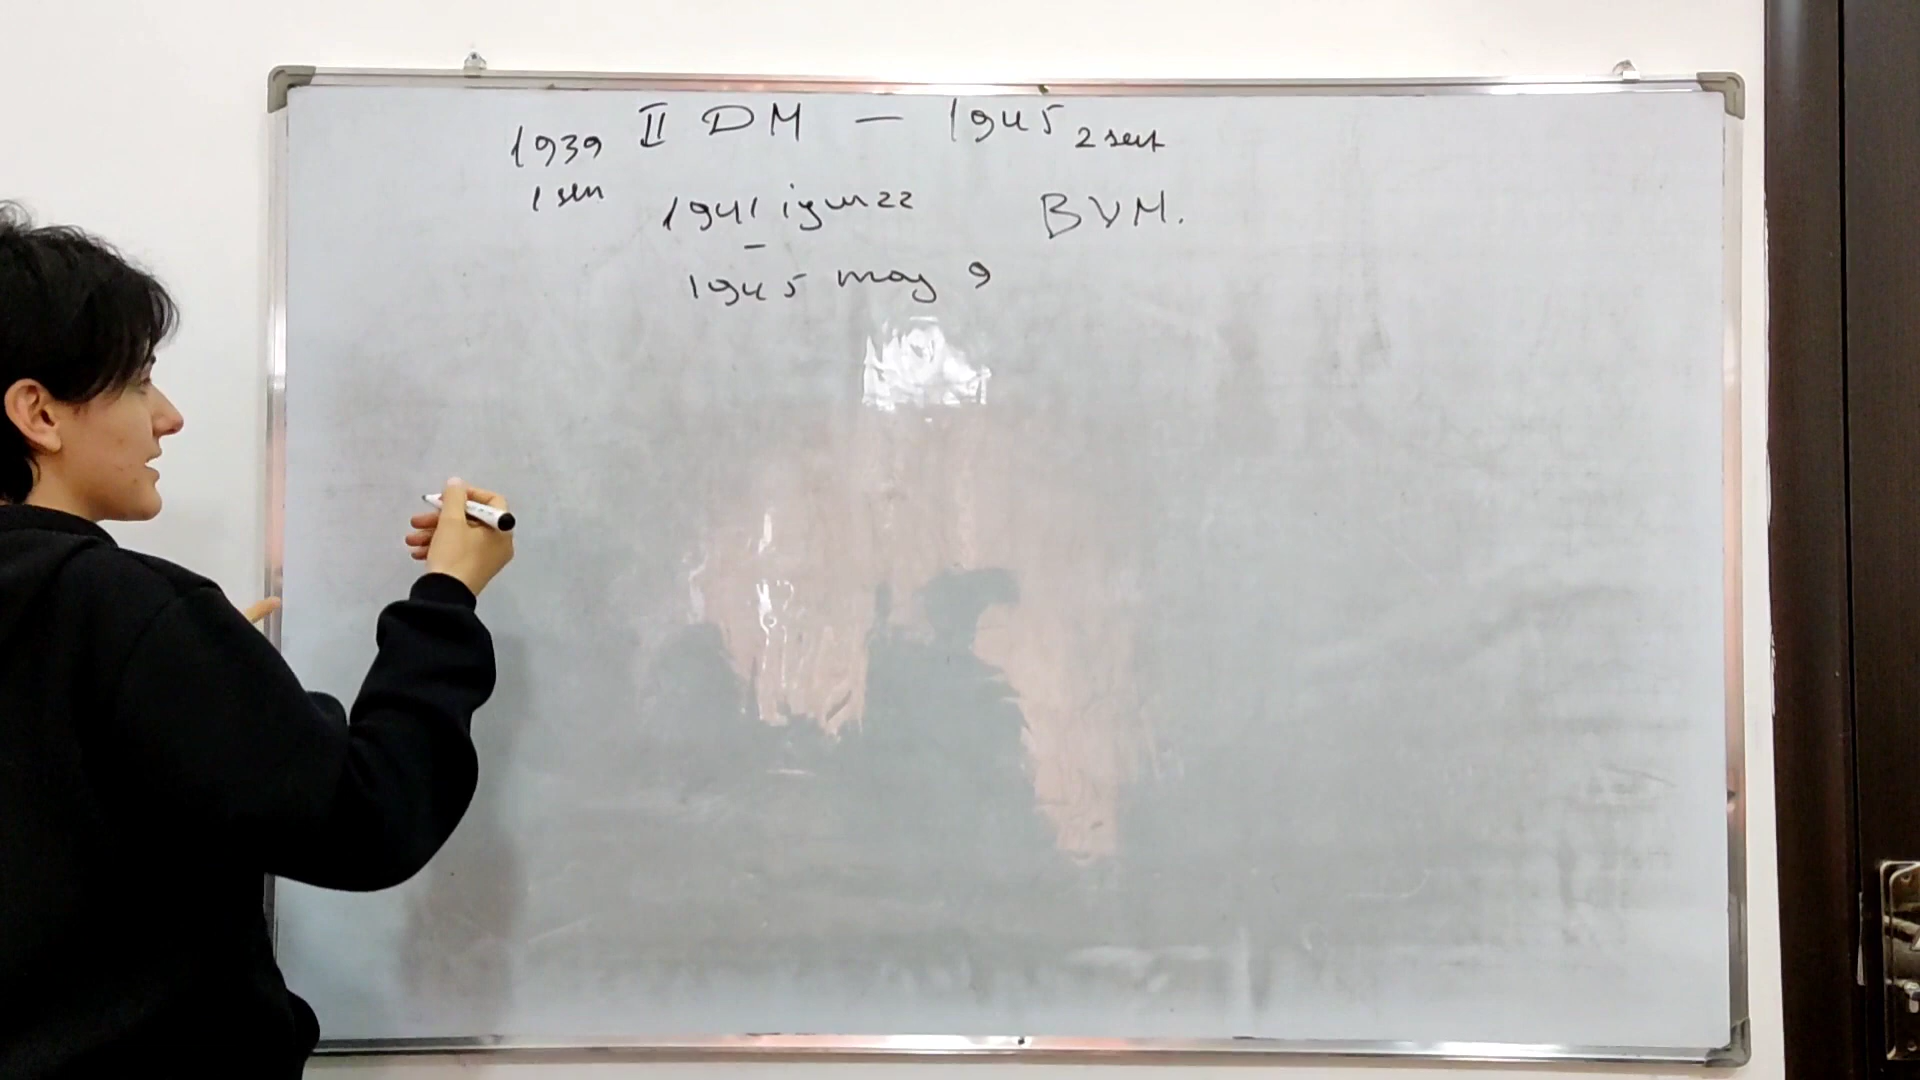 1939 II DM — 1945 2 sent
1 sen
1941 iyun 22 BVM.
–
1945 may 9